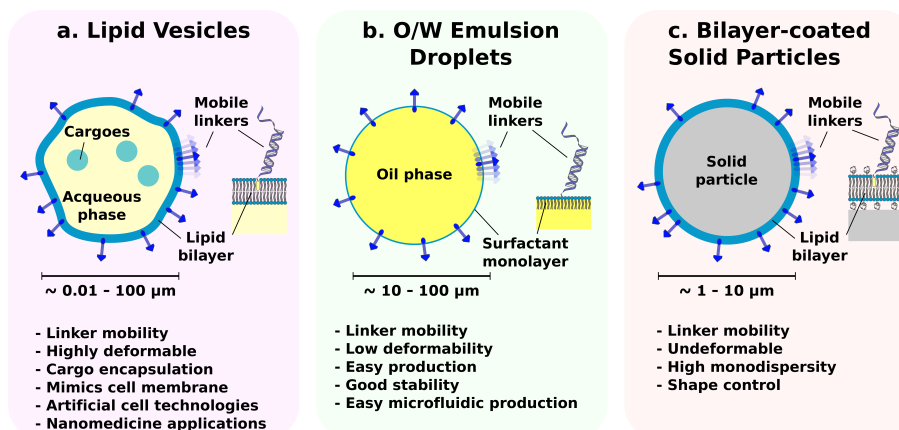 a. Lipid Vesicles
Cargoes
Acqueous
phase
Mobile
linkers
Lipid
bilayer
~ 0.01 - 100 μm
- Linker mobility
- Highly deformable
- Cargo encapsulation
- Mimics cell membrane
- Artificial cell technologies
- Nanomedicine applications
b. O/W Emulsion
Droplets
Oil phase
Mobile
linkers
Surfactant
monolayer
~ 10 - 100 μm
- Linker mobility
- Low deformability
- Easy production
- Good stability
- Easy microfluidic production
c. Bilayer-coated
Solid Particles
Solid
particle
Mobile
linkers
Lipid
bilayer
~ 1 - 10 μm
- Linker mobility
- Undeformable
- High monodispersity
- Shape control